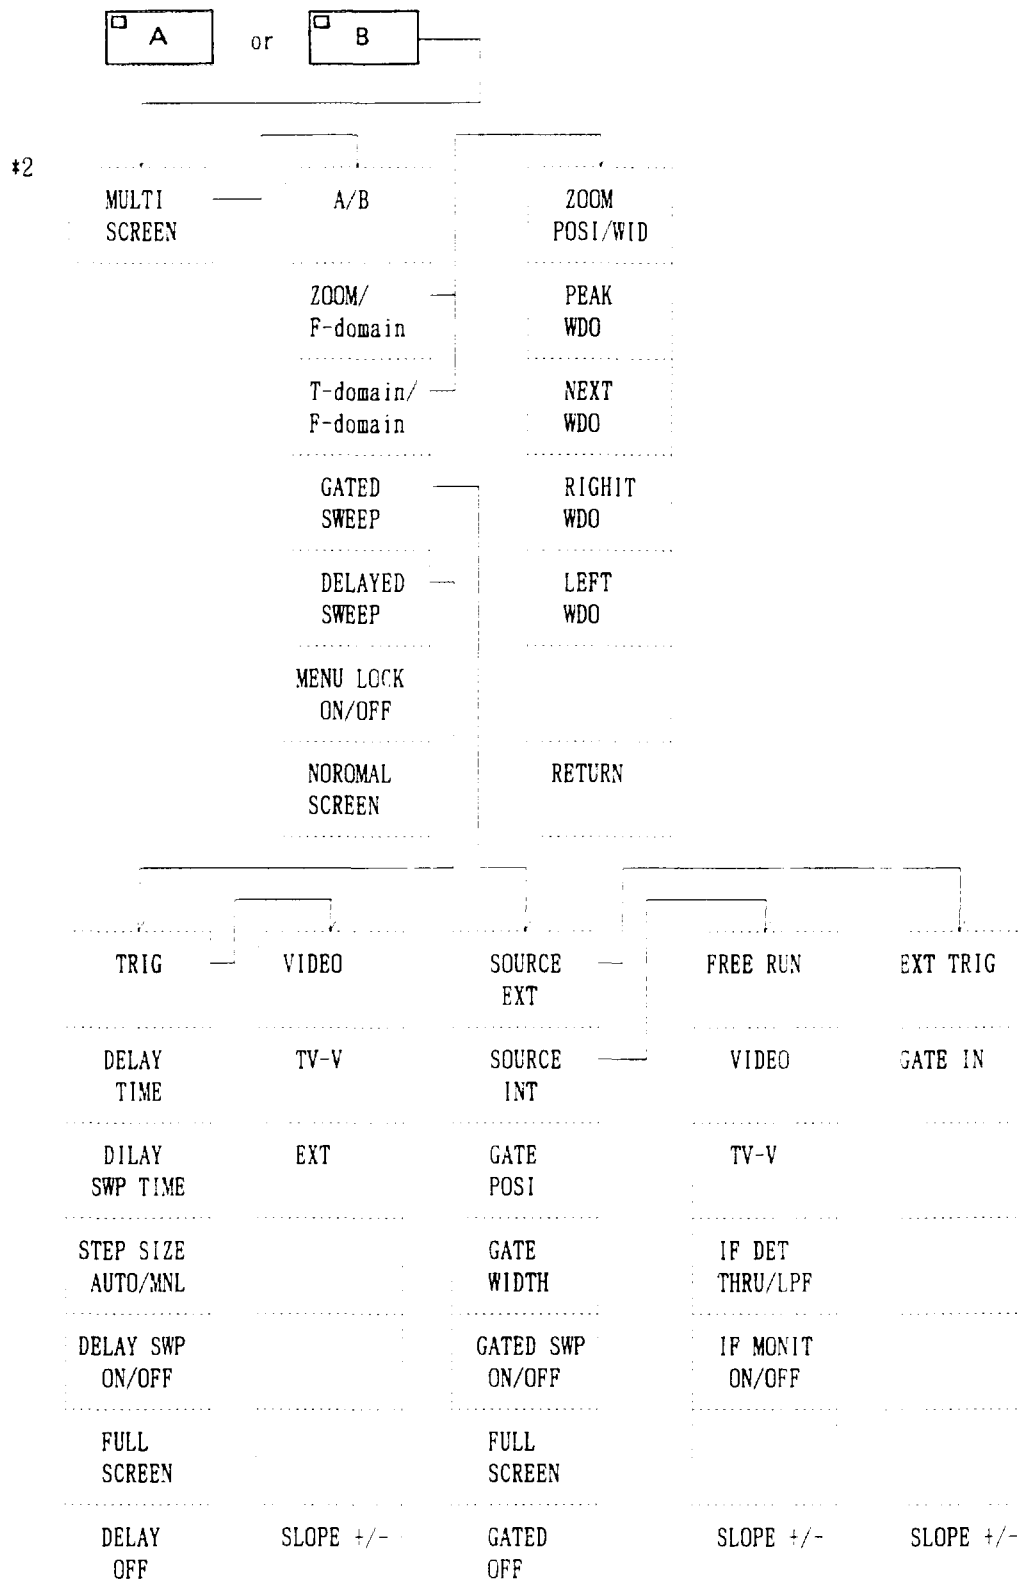 A or B
*2
MULTI
SCREEN
A/B
ZOOM
POSI/WID
ZOOM/
F-domain
PEAK
WDO
T-domain/
F-domain
NEXT
WDO
GATED
SWEEP
RIGHIT
WDO
DELAYED
SWEEP
LEFT
WDO
MENU LOCK
ON/OFF
NOROMAL
SCREEN
RETURN
TRIG
VIDEO
SOURCE
EXT
FREE RUN
EXT TRIG
DELAY
TIME
TV-V
SOURCE
INT
VIDEO
GATE IN
DILAY
SWP TIME
EXT
GATE
POSI
TV-V
STEP SIZE
AUTO/MNL
GATE
WIDTH
IF DET
THRU/LPF
DELAY SWP
ON/OFF
GATED SWP
ON/OFF
IF MONIT
ON/OFF
FULL
SCREEN
FULL
SCREEN
DELAY
OFF
SLOPE +/-
GATED
OFF
SLOPE +/-
SLOPE +/-